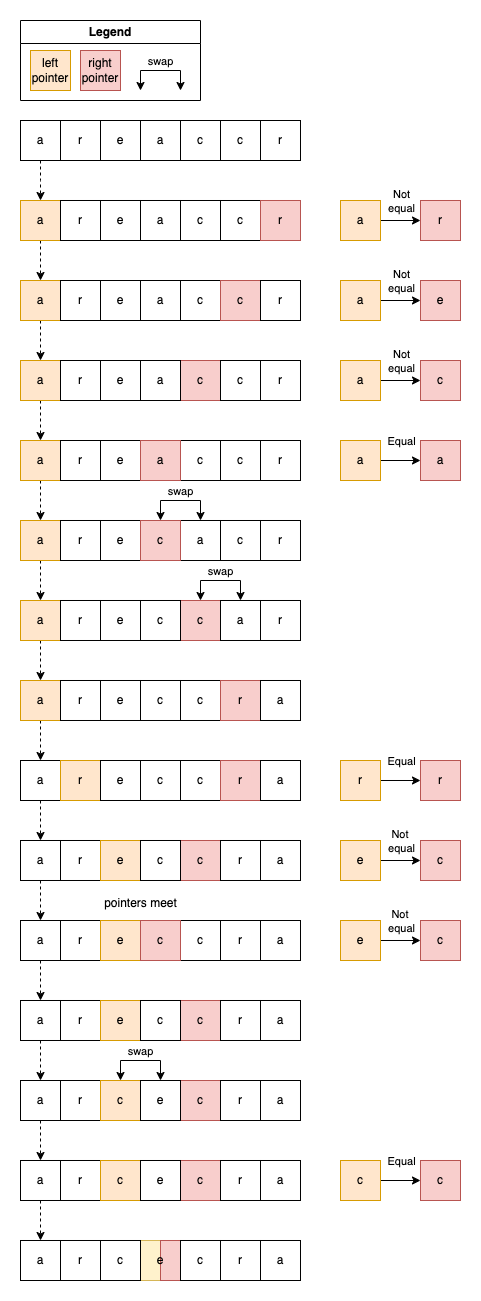 Legend
left right swap
pointer pointer
a r e a c c r
Not
equal
a r e a c c r a r
Not
equal
a r e a c c r a e
Not
equal
a r e a c c r a c
Equal
a r e a c c r a a
swap
a r e c a c r
swap
a r e c c a r
a r e c c r a
Equal
a r e c c r a r r
Not
equal
a r e c c r a e c
pointers meet
Not
equal
a r e c c r a e c
a r e c c r a
swap
a r c e c r a
Equal
a r c e c r a c c
a r c e c r a